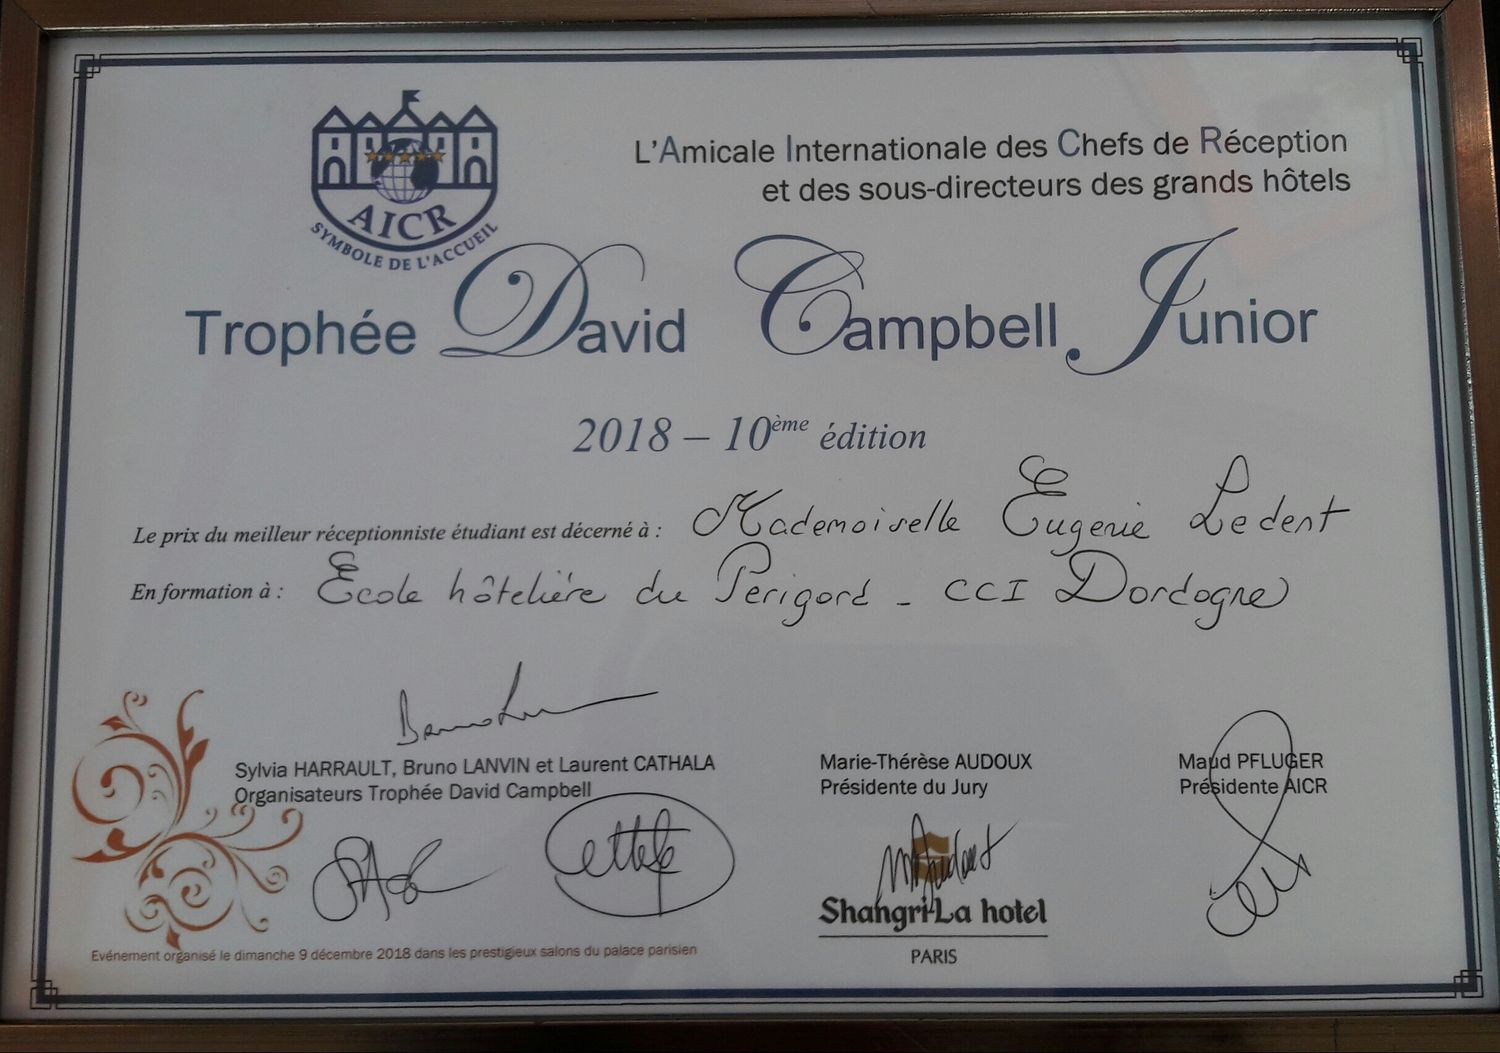 AICR
SYMBOLE DE L'ACCUEIL
L'Amicale Internationale des Chefs de Réception
et des sous-directeurs des grands hôtels
Trophée David Campbell Junior
2018 – 10ème édition
Le prix du meilleur réceptionniste étudiant est décerné à : Mademoiselle Eugenie Ledent
En formation à : École hôtelière du Périgord - CCI Dordogne
Sylvia HARRAULT, Bruno LANVIN et Laurent CATHALA
Organisateurs Trophée David Campbell
Marie-Thérèse AUDOUX
Présidente du Jury
Maud PFLUGER
Présidente AICR
Shangri-La hotel
PARIS
Evénement organisé le dimanche 9 décembre 2018 dans les prestigieux salons du palace parisien